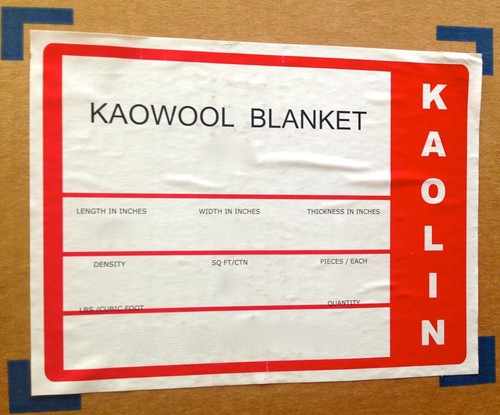 KAOWOOL BLANKET
LENGTH IN INCHES WIDTH IN INCHES THICKNESS IN INCHES
DENSITY SQ FT/CTN PIECES / EACH
LBS /CUBIC FOOT QUANTITY
KAOLIN